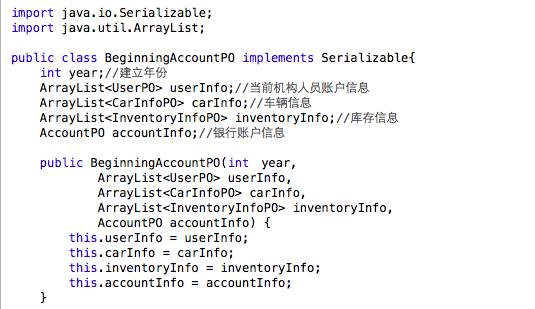 import java.io.Serializable;
import java.util.ArrayList;
public class BeginningAccountPO implements Serializable{
int year;//建立年份
ArrayList<UserPO> userInfo;//当前机构人员账户信息
ArrayList<CarInfoPO> carInfo;//车辆信息
ArrayList<InventoryInfoPO> inventoryInfo;//库存信息
AccountPO accountInfo;//银行账户信息
public BeginningAccountPO(int year,
ArrayList<UserPO> userInfo,
ArrayList<CarInfoPO> carInfo,
ArrayList<InventoryInfoPO> inventoryInfo,
AccountPO accountInfo) {
this.userInfo = userInfo;
this.carInfo = carInfo;
this.inventoryInfo = inventoryInfo;
this.accountInfo = accountInfo;
}